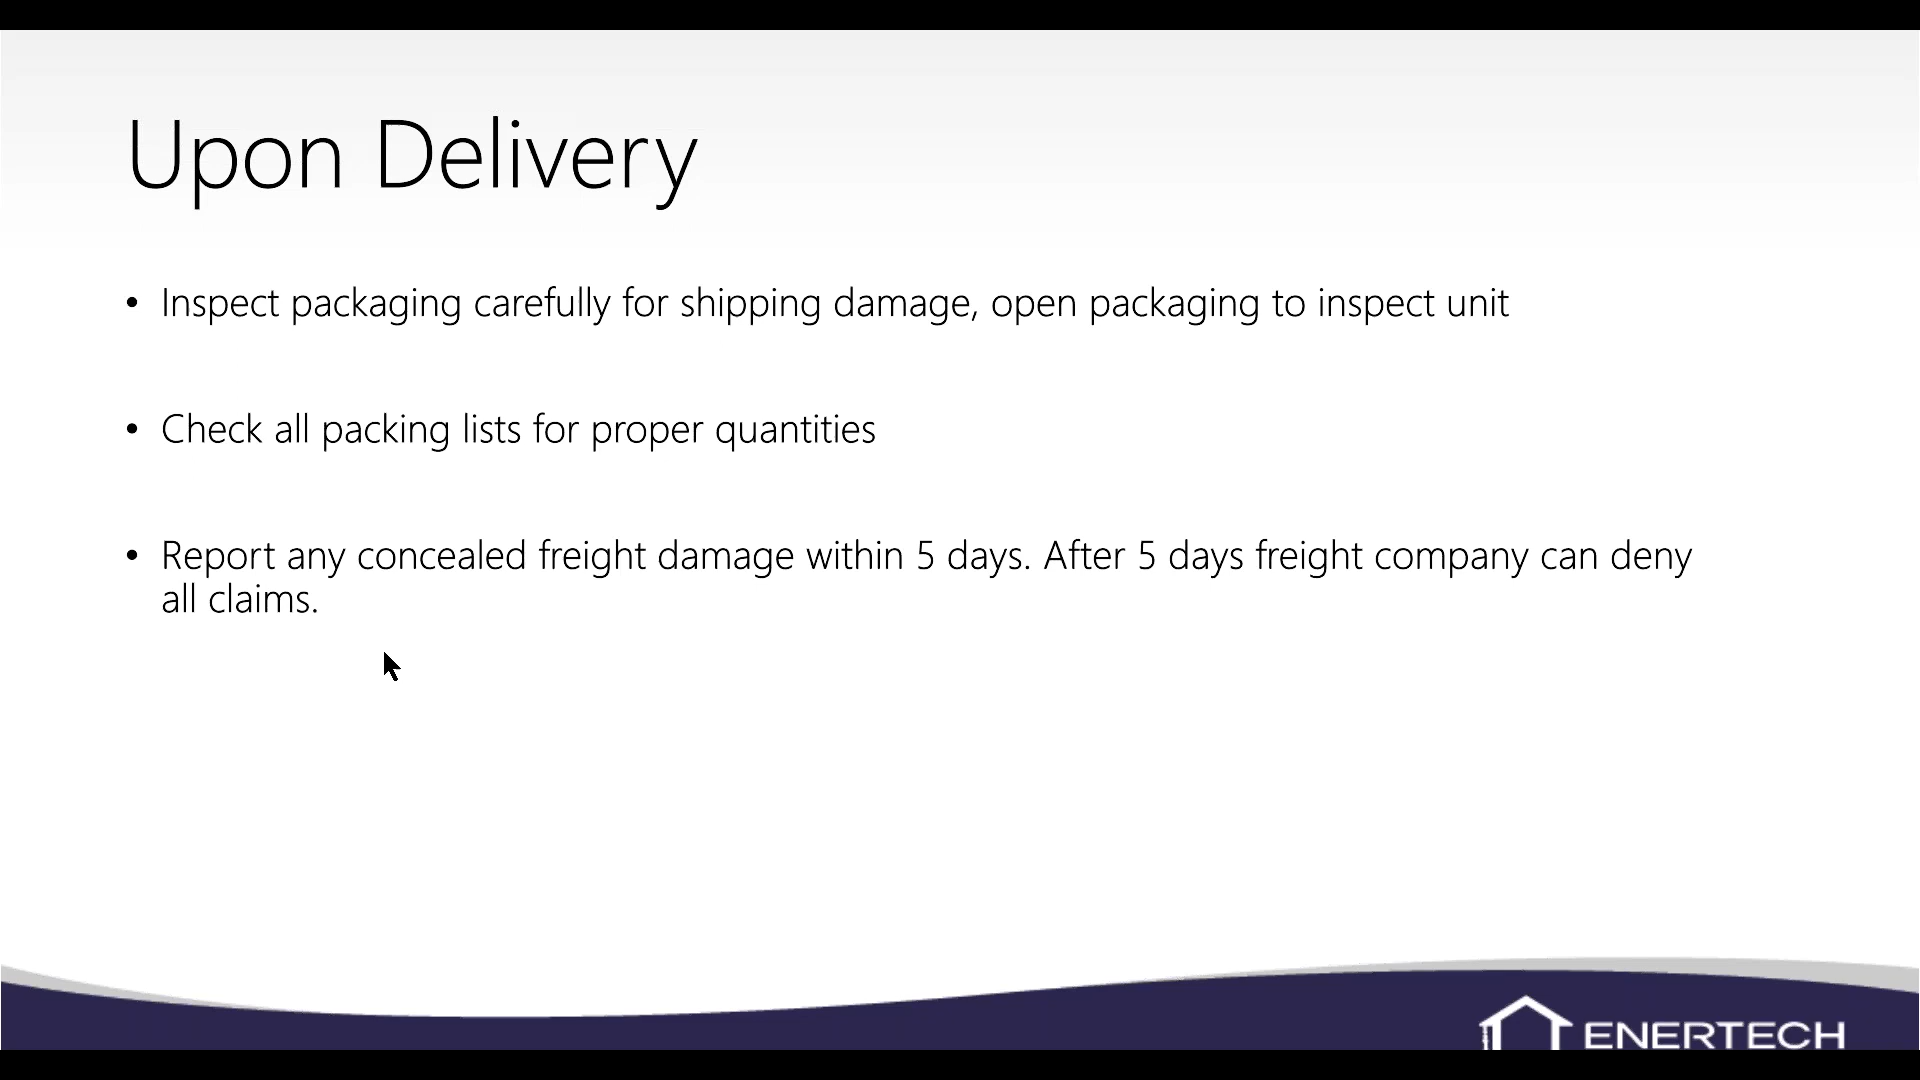 Upon Delivery
• Inspect packaging carefully for shipping damage, open packaging to inspect unit
• Check all packing lists for proper quantities
• Report any concealed freight damage within 5 days. After 5 days freight company can deny
all claims.
ENERTECH